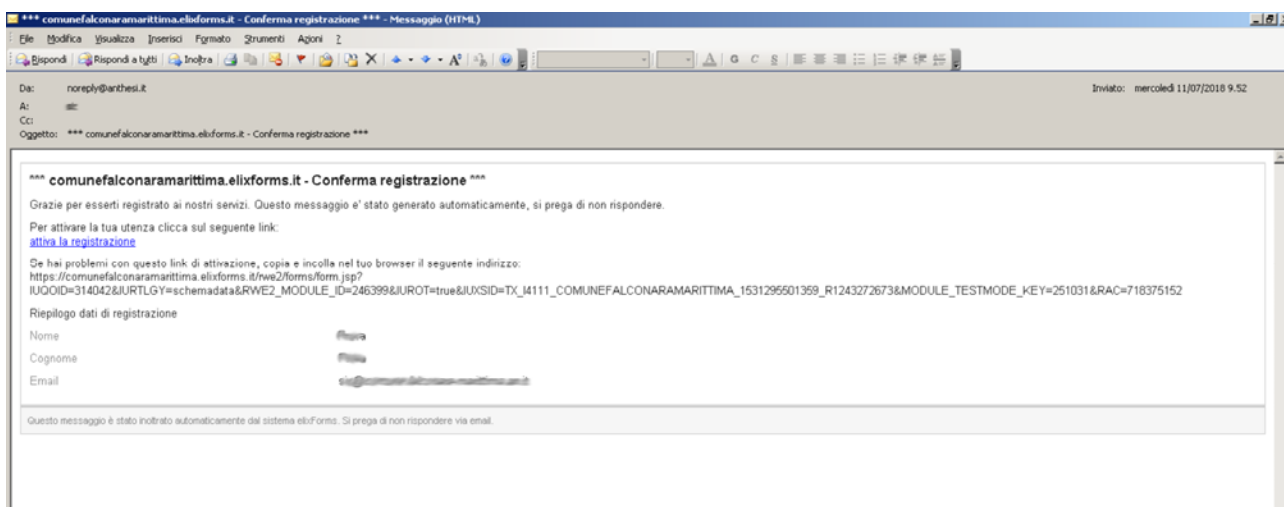 *** comunefalconaramarittima.elixforms.it - Conferma registrazione *** - Messaggio (HTML)
File Modifica Visualizza Inserisci Formato Strumenti Azioni ?
Rispondi Rispondi a tutti Inoltra
G C S
Da: noreply@anthesi.it Inviato: mercoledì 11/07/2018 9.52
A:
Cc:
Oggetto: *** comunefalconaramarittima.elixforms.it - Conferma registrazione ***
*** comunefalconaramarittima.elixforms.it - Conferma registrazione ***
Grazie per esserti registrato ai nostri servizi. Questo messaggio e' stato generato automaticamente, si prega di non rispondere.
Per attivare la tua utenza clicca sul seguente link:
attiva la registrazione
Se hai problemi con questo link di attivazione, copia e incolla nel tuo browser il seguente indirizzo:
https://comunefalconaramarittima.elixforms.it/rwe2/forms/form.jsp?
IUQOID=314042&IURTLGY=schemadata&RWE2_MODULE_ID=246399&IUROT=true&IUXSID=TX_I4111_COMUNEFALCONARAMARITTIMA_1531295501359_R1243272673&MODULE_TESTMODE_KEY=251031&RAC=718375152
Riepilogo dati di registrazione
Nome
Cognome
Email
Questo messaggio è stato inoltrato automaticamente dal sistema elixForms. Si prega di non rispondere via email.